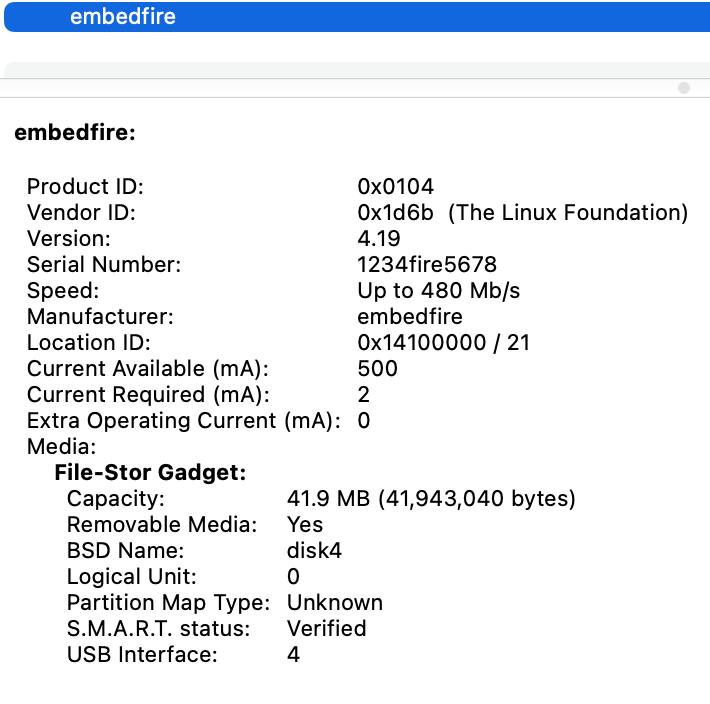 embedfire
embedfire:
Product ID: 0x0104
Vendor ID: 0x1d6b (The Linux Foundation)
Version: 4.19
Serial Number: 1234fire5678
Speed: Up to 480 Mb/s
Manufacturer: embedfire
Location ID: 0x14100000 / 21
Current Available (mA): 500
Current Required (mA): 2
Extra Operating Current (mA): 0
Media:
File-Stor Gadget:
Capacity: 41.9 MB (41,943,040 bytes)
Removable Media: Yes
BSD Name: disk4
Logical Unit: 0
Partition Map Type: Unknown
S.M.A.R.T. status: Verified
USB Interface: 4